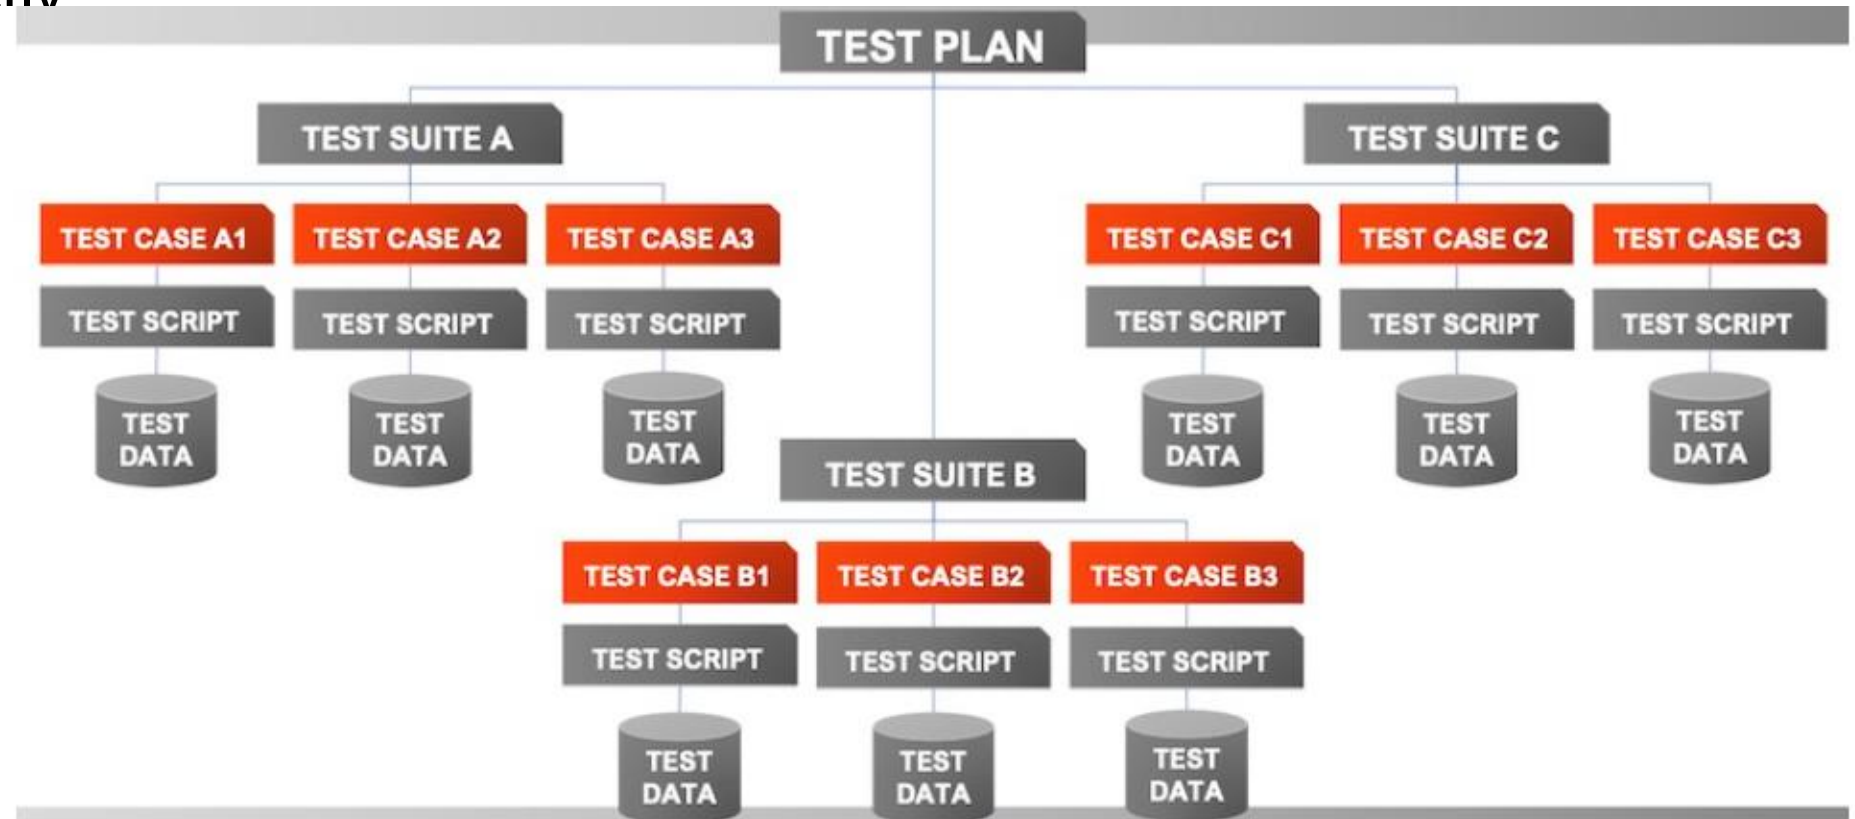 TEST PLAN
TEST SUITE A
TEST SUITE C
TEST CASE A1
TEST CASE A2
TEST CASE A3
TEST CASE C1
TEST CASE C2
TEST CASE C3
TEST SCRIPT
TEST SCRIPT
TEST SCRIPT
TEST SCRIPT
TEST SCRIPT
TEST SCRIPT
TEST
DATA
TEST
DATA
TEST
DATA
TEST
DATA
TEST
DATA
TEST
DATA
TEST SUITE B
TEST CASE B1
TEST CASE B2
TEST CASE B3
TEST SCRIPT
TEST SCRIPT
TEST SCRIPT
TEST
DATA
TEST
DATA
TEST
DATA